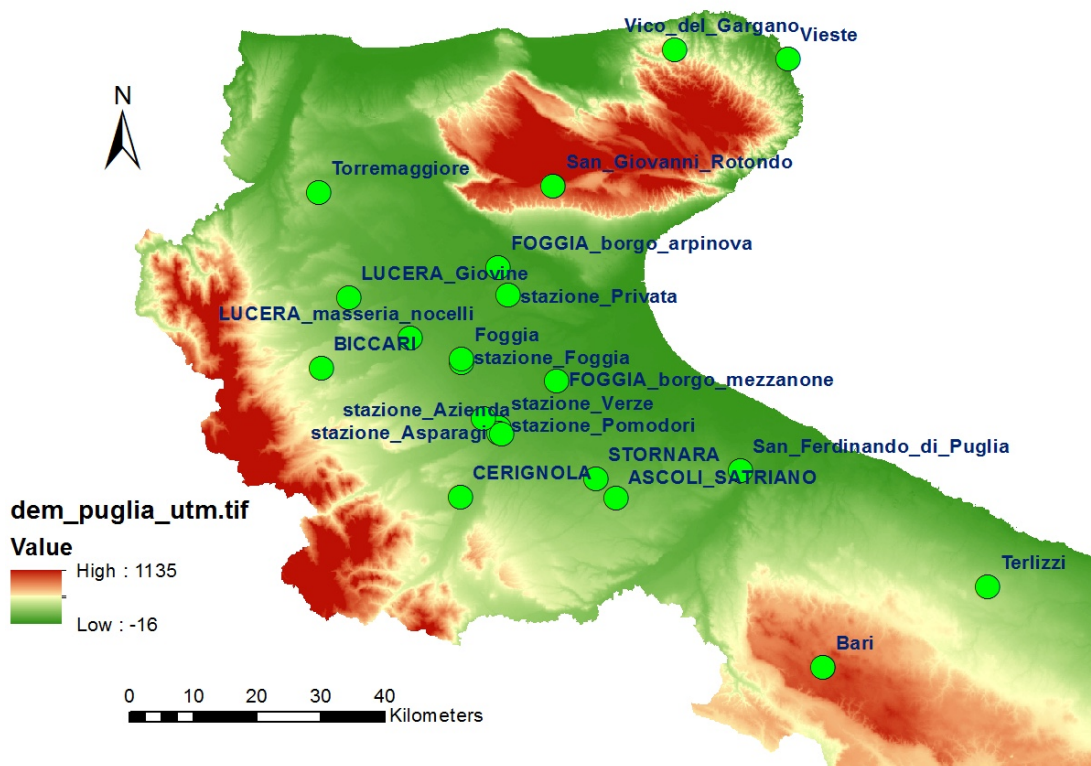 Vico_del_Gargano
Vieste
N
San_Giovanni_Rotondo
Torremaggiore
FOGGIA_borgo_arpinova
LUCERA_Giovine
stazione_Privata
LUCERA_masseria_nocelli
Foggia
BICCARI
stazione_Foggia
FOGGIA_borgo_mezzanone
stazione_Azienda
stazione_Verze
stazione_Asparagi
stazione_Pomodori
San_Ferdinando_di_Puglia
STORNARA
CERIGNOLA
ASCOLI_SATRIANO
dem_puglia_utm.tif
Value
High : 1135
Low : -16
Terlizzi
Bari
0 10 20 30 40
Kilometers